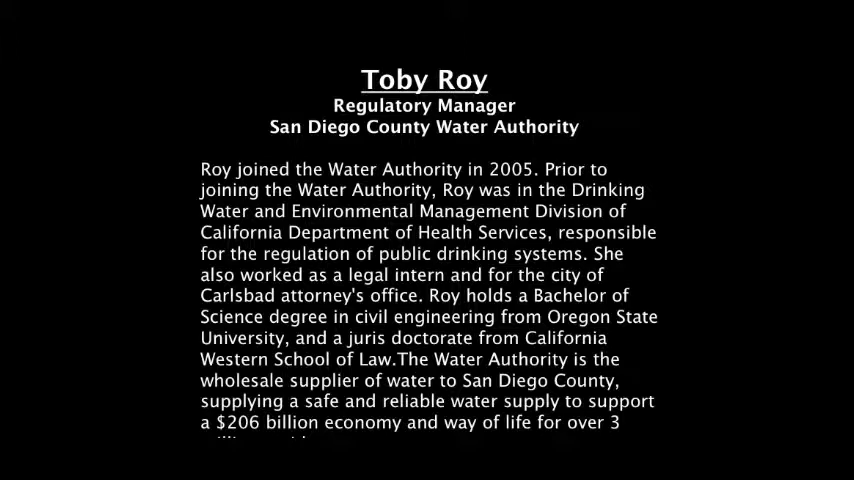 Toby Roy
Regulatory Manager
San Diego County Water Authority
Roy joined the Water Authority in 2005. Prior to
joining the Water Authority, Roy was in the Drinking
Water and Environmental Management Division of
California Department of Health Services, responsible
for the regulation of public drinking systems. She
also worked as a legal intern and for the city of
Carlsbad attorney's office. Roy holds a Bachelor of
Science degree in civil engineering from Oregon State
University, and a juris doctorate from California
Western School of Law.The Water Authority is the
wholesale supplier of water to San Diego County,
supplying a safe and reliable water supply to support
a $206 billion economy and way of life for over 3